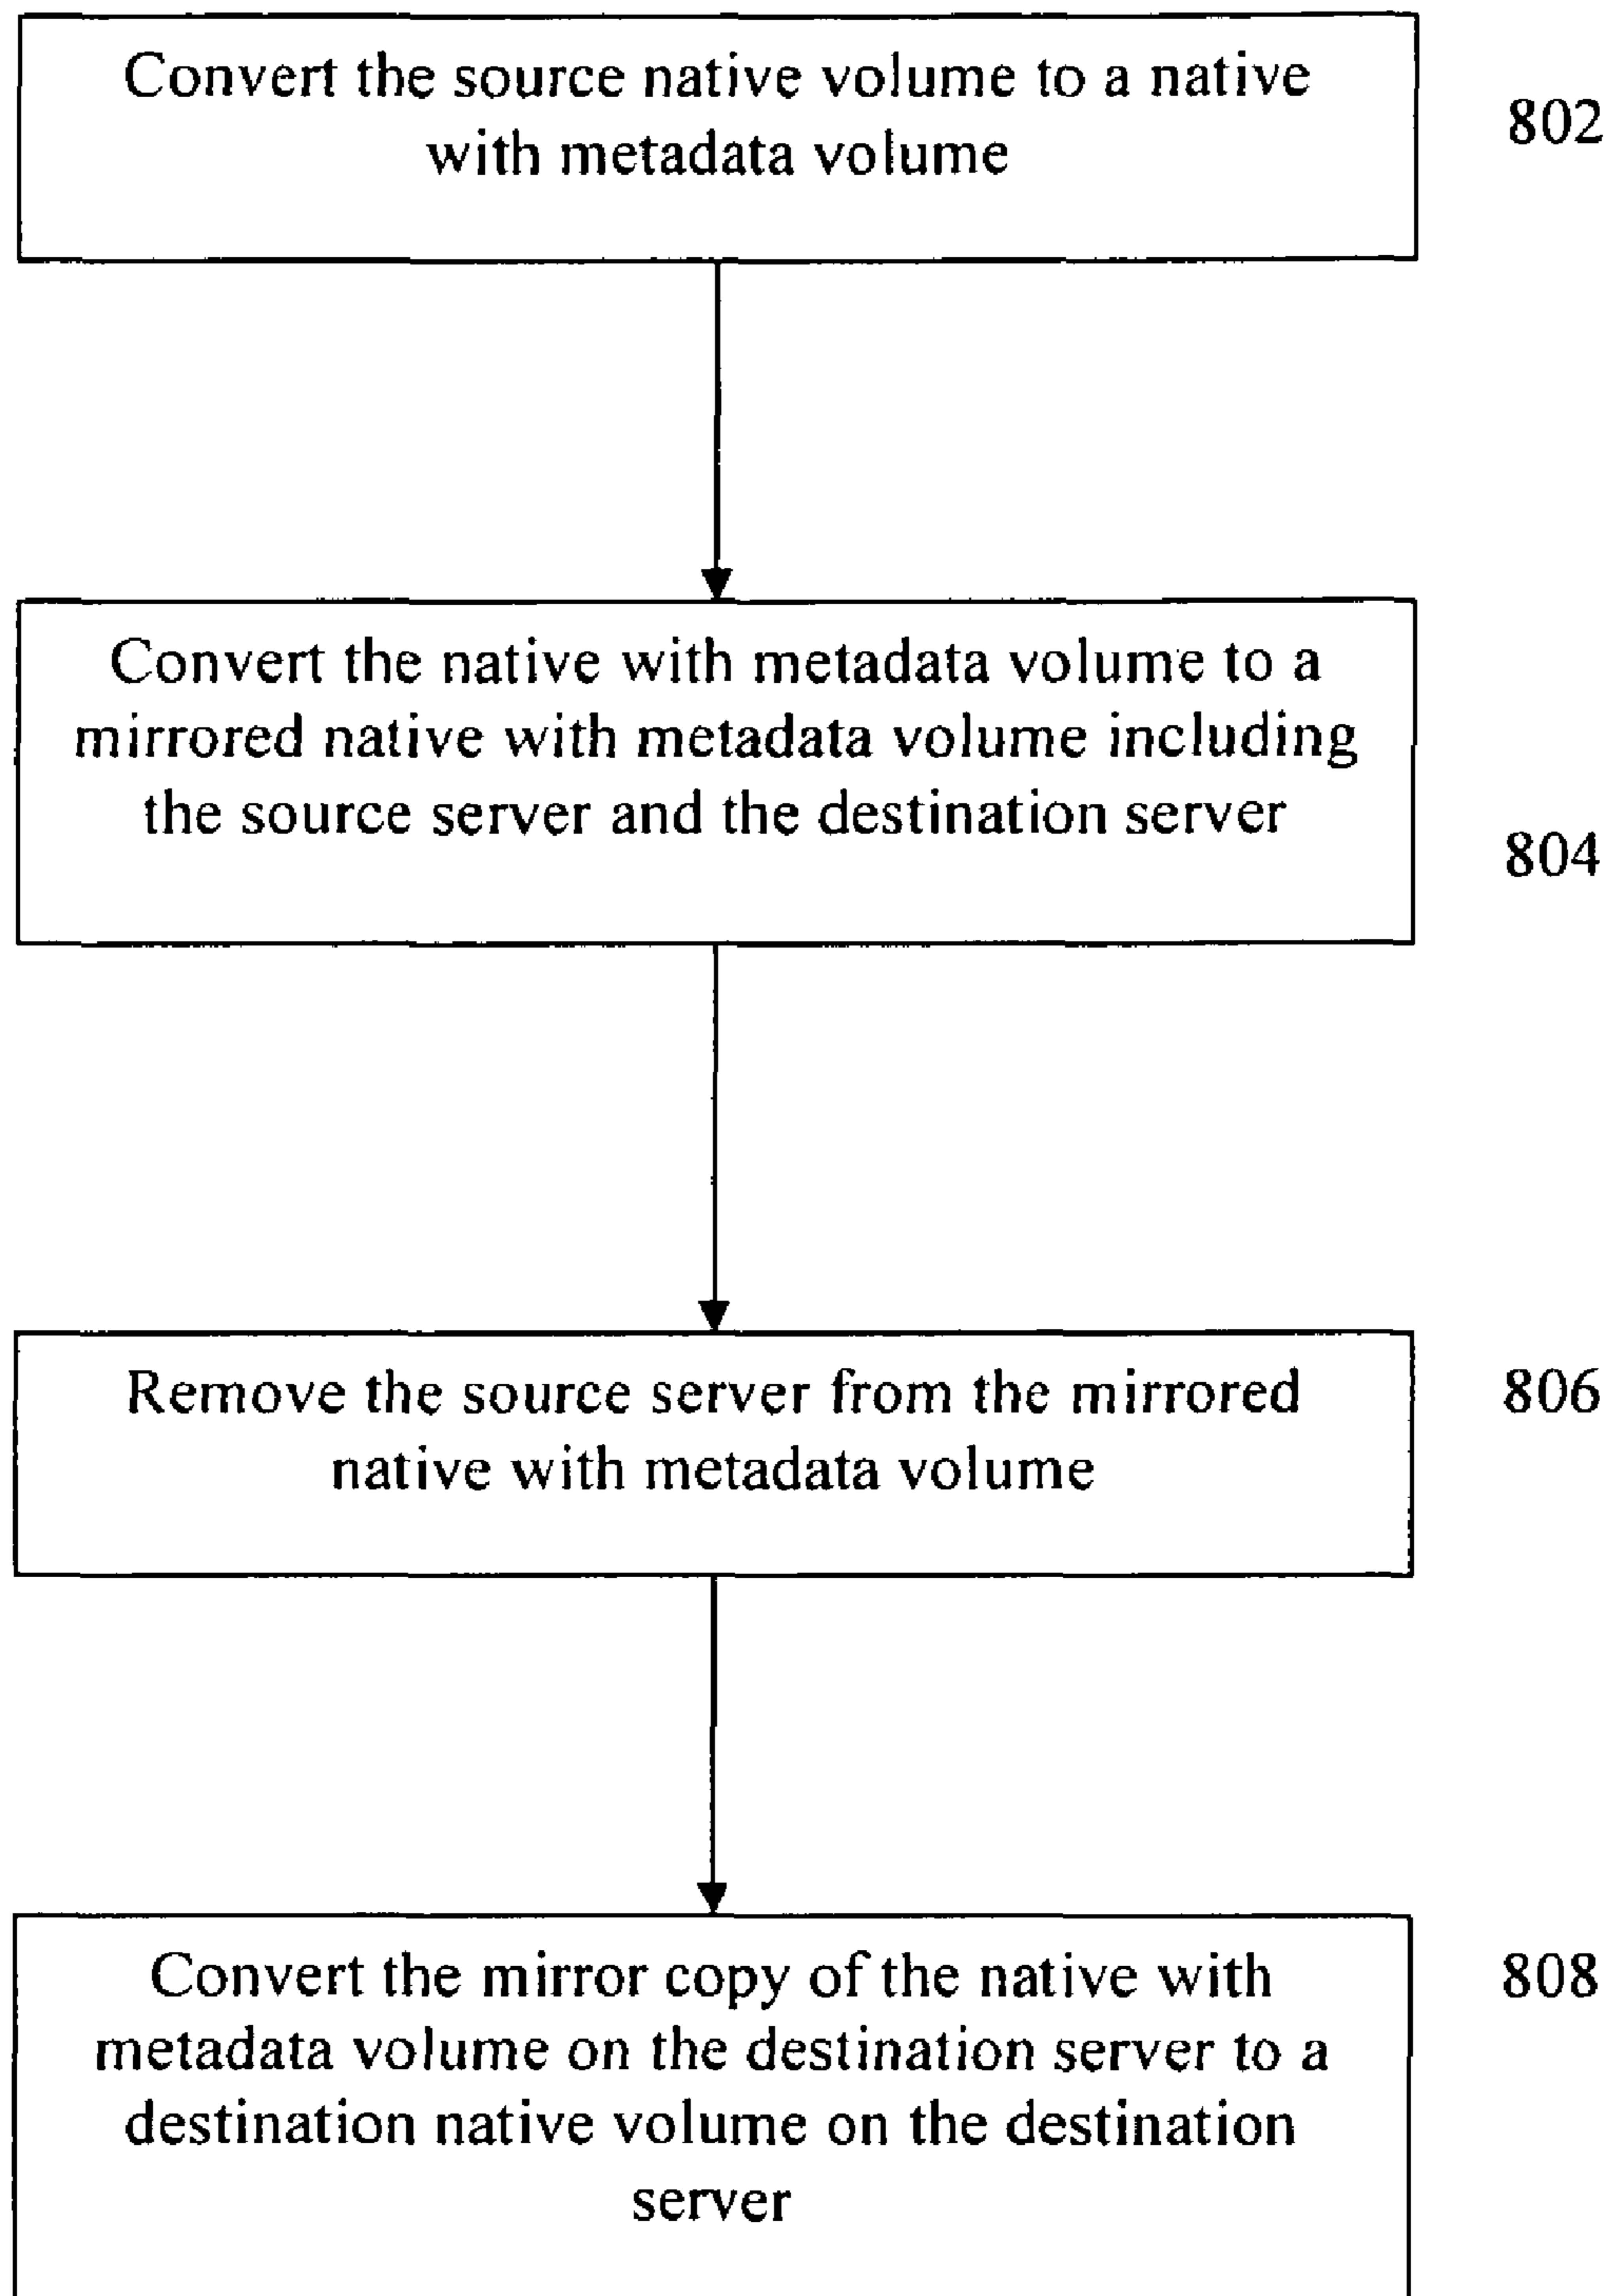 Convert the source native volume to a native
with metadata volume
802
Convert the native with metadata volume to a
mirrored native with metadata volume including
the source server and the destination server
804
Remove the source server from the mirrored
native with metadata volume
806
Convert the mirror copy of the native with
metadata volume on the destination server to a
destination native volume on the destination
server
808